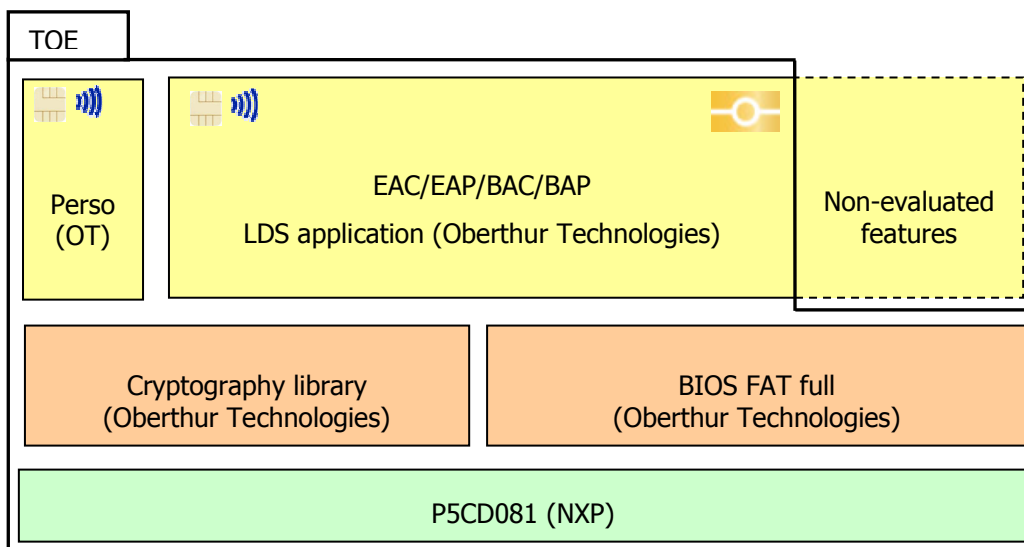 TOE
Perso
(OT)
EAC/EAP/BAC/BAP
LDS application (Oberthur Technologies)
Non-evaluated
features
Cryptography library
(Oberthur Technologies)
BIOS FAT full
(Oberthur Technologies)
P5CD081 (NXP)